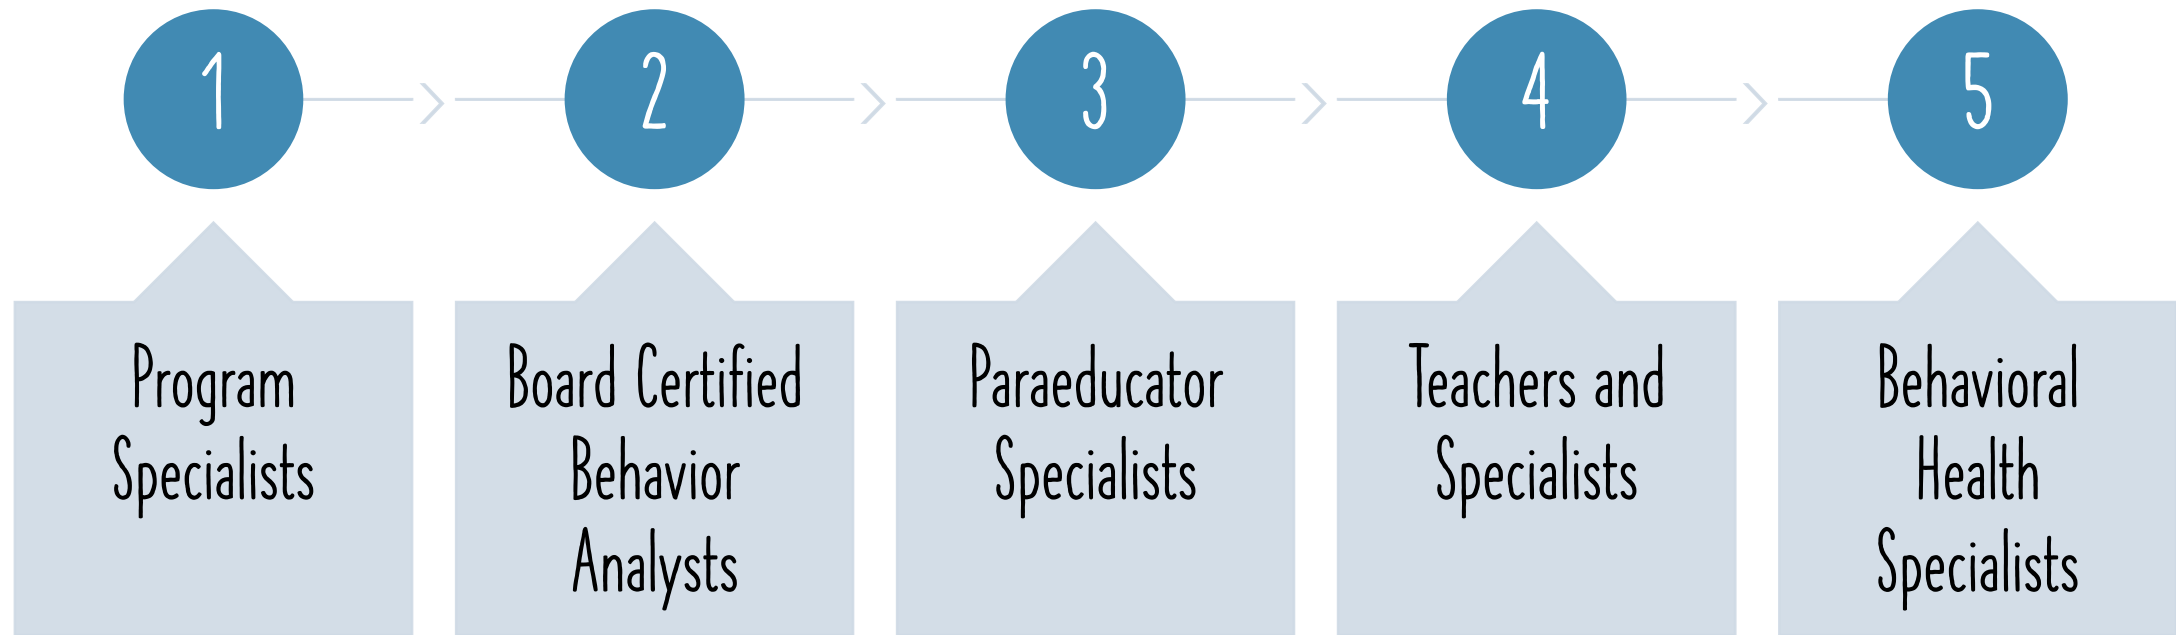 1
2
3
4
5
Program
Specialists
Board Certified
Behavior
Analysts
Paraeducator
Specialists
Teachers and
Specialists
Behavioral
Health
Specialists